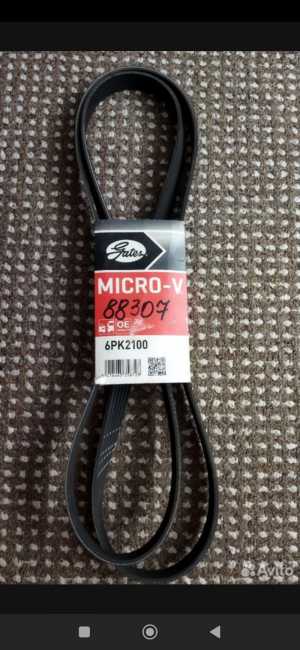 Gates
MICRO-V
88307
OE
6PK2100
Avito